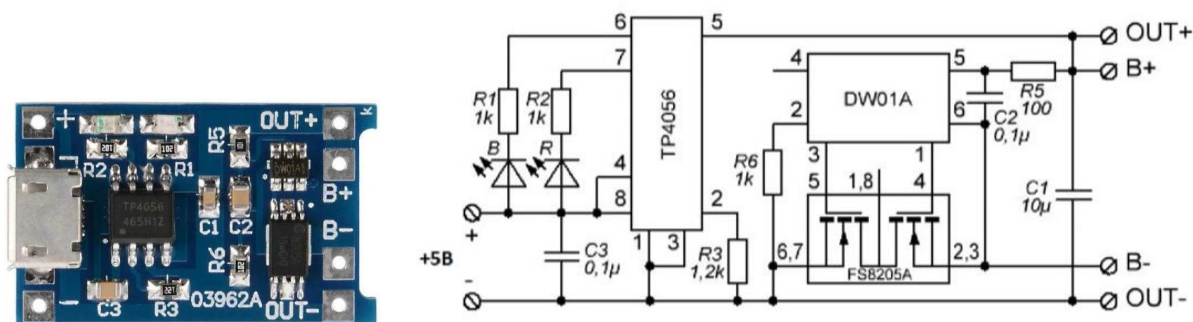 +
OUT+
k
R5
R2
R1
DW01A
TP4056
465H1Z
C1
C2
B+
B-
R6
C3
R3
03962A
OUT-
6
5
OUT+
7
4
5
B+
R1
1k
R2
1k
TP4056
DW01A
R5
100
2
6
C2
0,1µ
B
R
4
R6
1k
3
1
5
1,8
4
C1
10µ
8
2
+
+5B
1
3
C3
0,1µ
R3
1,2k
6,7
2,3
FS8205A
B-
-
OUT-